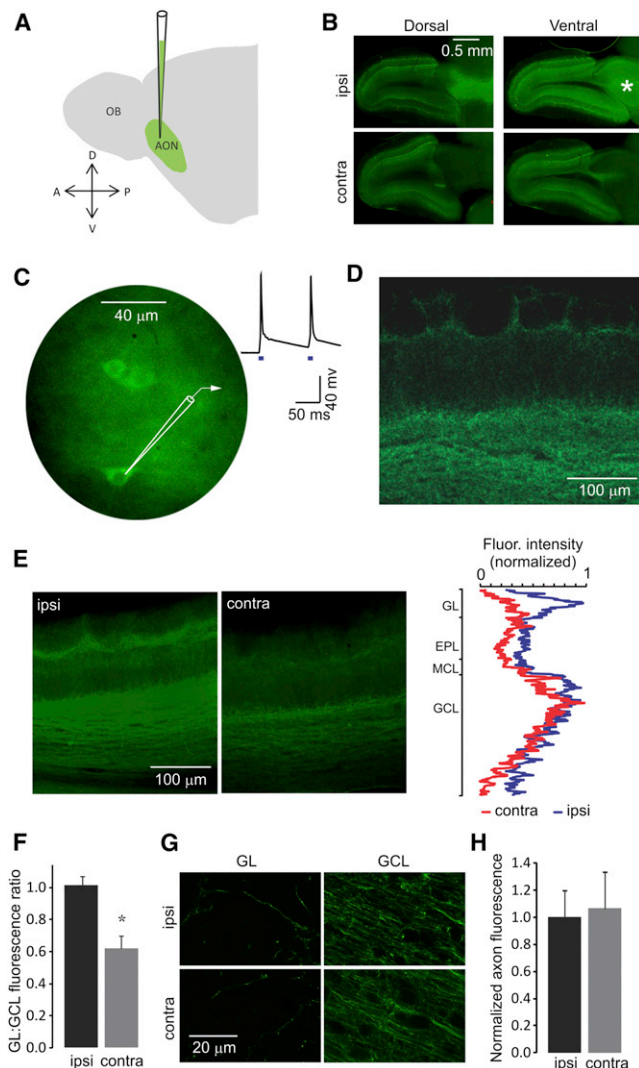 A
OB
AON
D
A
P
V
B
Dorsal
Ventral
0.5 mm
ipsi
*
contra
C
40 µm
50 ms
40 mv
D
100 µm
E
ipsi
contra
100 µm
Fluor. intensity
(normalized)
0
1
GL
EPL
MCL
GCL
contra
ipsi
F
GL:GCL fluorescence ratio
1.0
0.8
0.6
0.4
0.2
0.0
*
ipsi contra
G
GL
GCL
ipsi
contra
20 µm
H
Normalized axon fluorescence
1.4
1.2
1.0
0.8
0.6
0.4
0.2
0.0
ipsi contra